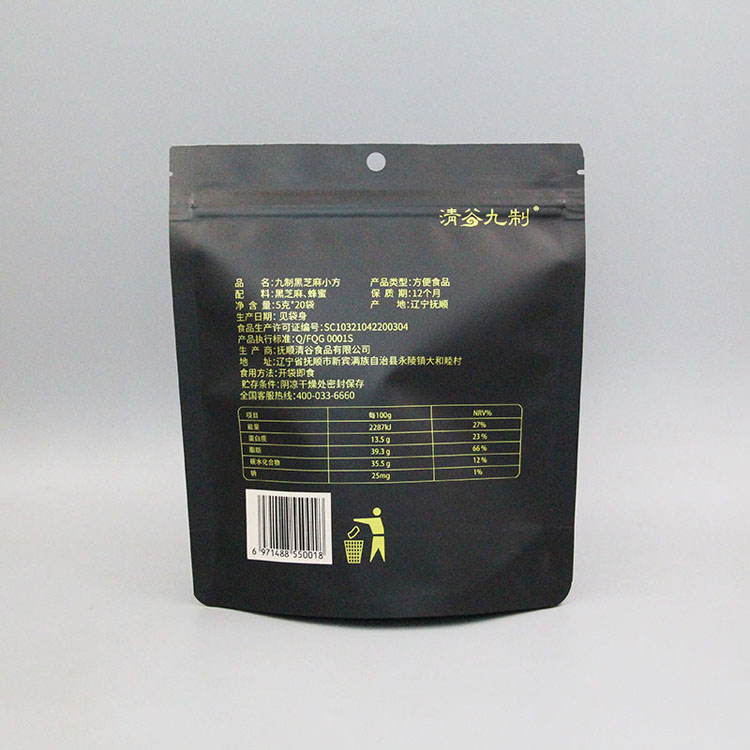 清谷九制®
品 名:九制黑芝麻小方 产品类型:方便食品
配 料:黑芝麻、蜂蜜 保 质 期:12个月
净 含 量:5克*20袋 产 地:辽宁抚顺
生产日期: 见袋身
食品生产许可证编号:SC10321042200304
产品执行标准:Q/FQG 0001S
生 产 商:抚顺清谷食品有限公司
地 址:辽宁省抚顺市新宾满族自治县永陵镇大和睦村
食用方法:开袋即食
贮存条件:阴凉干燥处密封保存
全国客服热线:400-033-6660
项目 每100g NRV%
能量 2287kJ 27%
蛋白质 13.5 g 23%
脂肪 39.3 g 66%
碳水化合物 35.5 g 12%
钠 25mg 1%
6 971488 550018